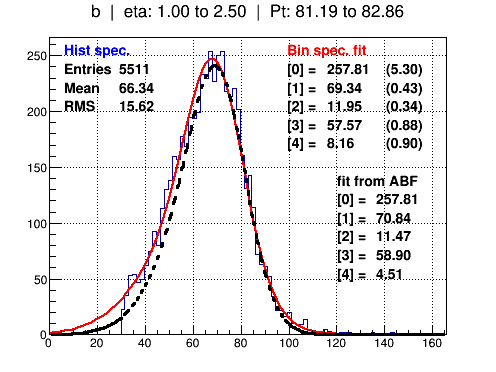 b | eta: 1.00 to 2.50 | Pt: 81.19 to 82.86
Hist spec.
Entries 5511
Mean 66.34
RMS 15.62
Bin spec. fit
[0] = 257.81 (5.30)
[1] = 69.34 (0.43)
[2] = 11.95 (0.34)
[3] = 57.57 (0.88)
[4] = 8.16 (0.90)
fit from ABF
[0] = 257.81
[1] = 70.84
[2] = 11.47
[3] = 58.90
[4] = 4.51
250
200
150
100
50
0
0 20 40 60 80 100 120 140 160